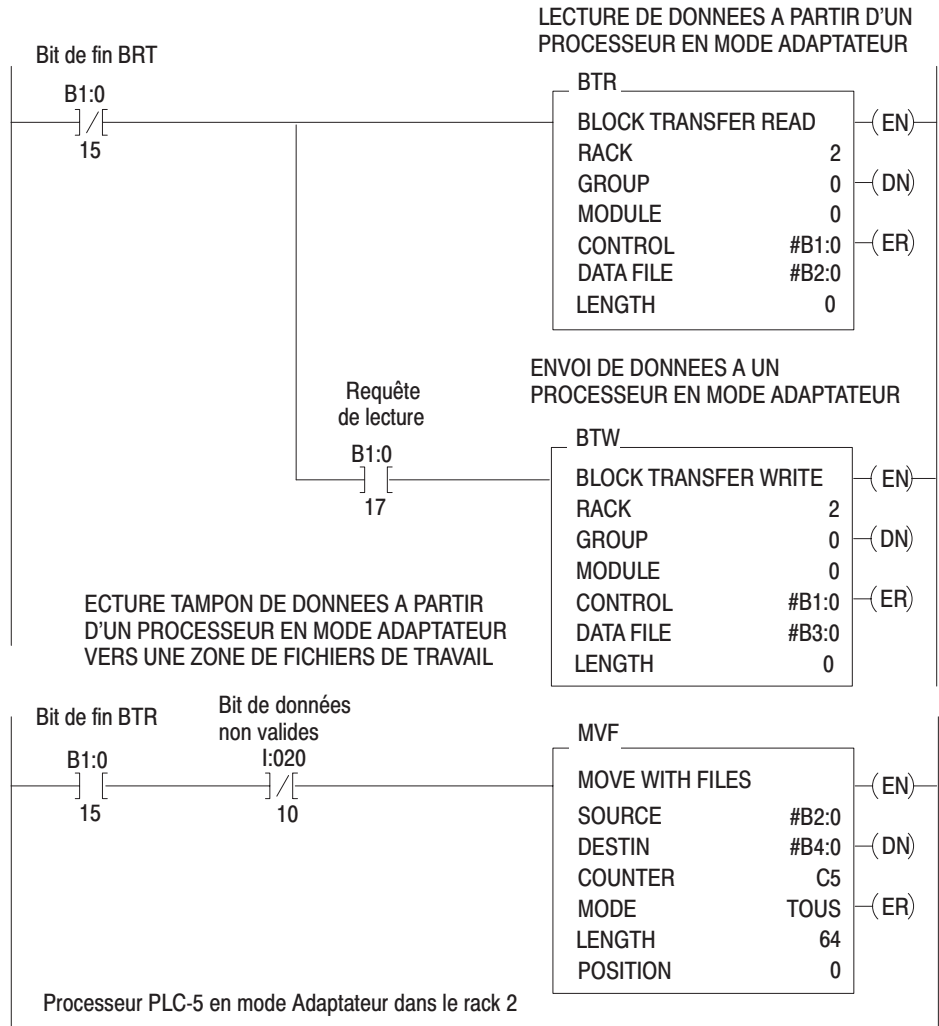 LECTURE DE DONNEES A PARTIR D'UN
PROCESSEUR EN MODE ADAPTATEUR
Bit de fin BRT
B1:0
]/[
15
BTR
BLOCK TRANSFER READ
RACK 2
GROUP 0
MODULE 0
CONTROL #B1:0
DATA FILE #B2:0
LENGTH 0
(EN)
(DN)
(ER)
ENVOI DE DONNEES A UN
PROCESSEUR EN MODE ADAPTATEUR
Requête
de lecture
B1:0
] [
17
BTW
BLOCK TRANSFER WRITE
RACK 2
GROUP 0
MODULE 0
CONTROL #B1:0
DATA FILE #B3:0
LENGTH 0
(EN)
(DN)
(ER)
ECTURE TAMPON DE DONNEES A PARTIR
D'UN PROCESSEUR EN MODE ADAPTATEUR
VERS UNE ZONE DE FICHIERS DE TRAVAIL
Bit de fin BTR
B1:0
] [
15
Bit de données
non valides
I:020
]/[
10
MVF
MOVE WITH FILES
SOURCE #B2:0
DESTIN #B4:0
COUNTER C5
MODE TOUS
LENGTH 64
POSITION 0
(EN)
(DN)
(ER)
Processeur PLC-5 en mode Adaptateur dans le rack 2